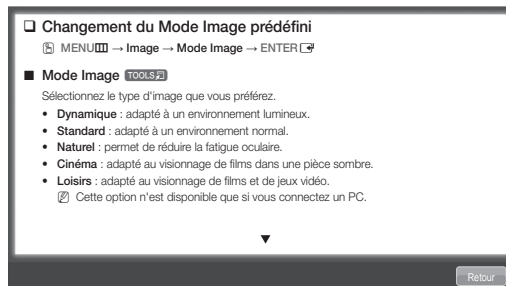 ❑ Changement du Mode Image prédéfini
MENU → Image → Mode Image → ENTER
■ Mode Image TOOLS
Sélectionnez le type d'image que vous préférez.
• Dynamique : adapté à un environnement lumineux.
• Standard : adapté à un environnement normal.
• Naturel : permet de réduire la fatigue oculaire.
• Cinéma : adapté au visionnage de films dans une pièce sombre.
• Loisirs : adapté au visionnage de films et de jeux vidéo.
Cette option n'est disponible que si vous connectez un PC.
▼
Retour